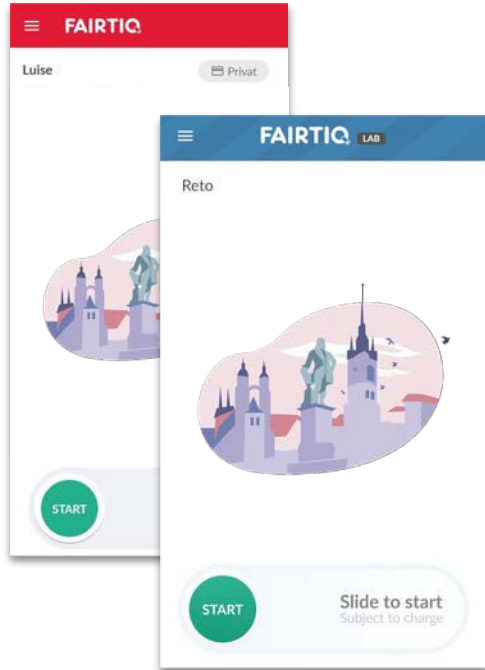 FAIRTIQ
Luise
Privat
START
FAIRTIQ LAB
Reto
START
Slide to start
Subject to charge